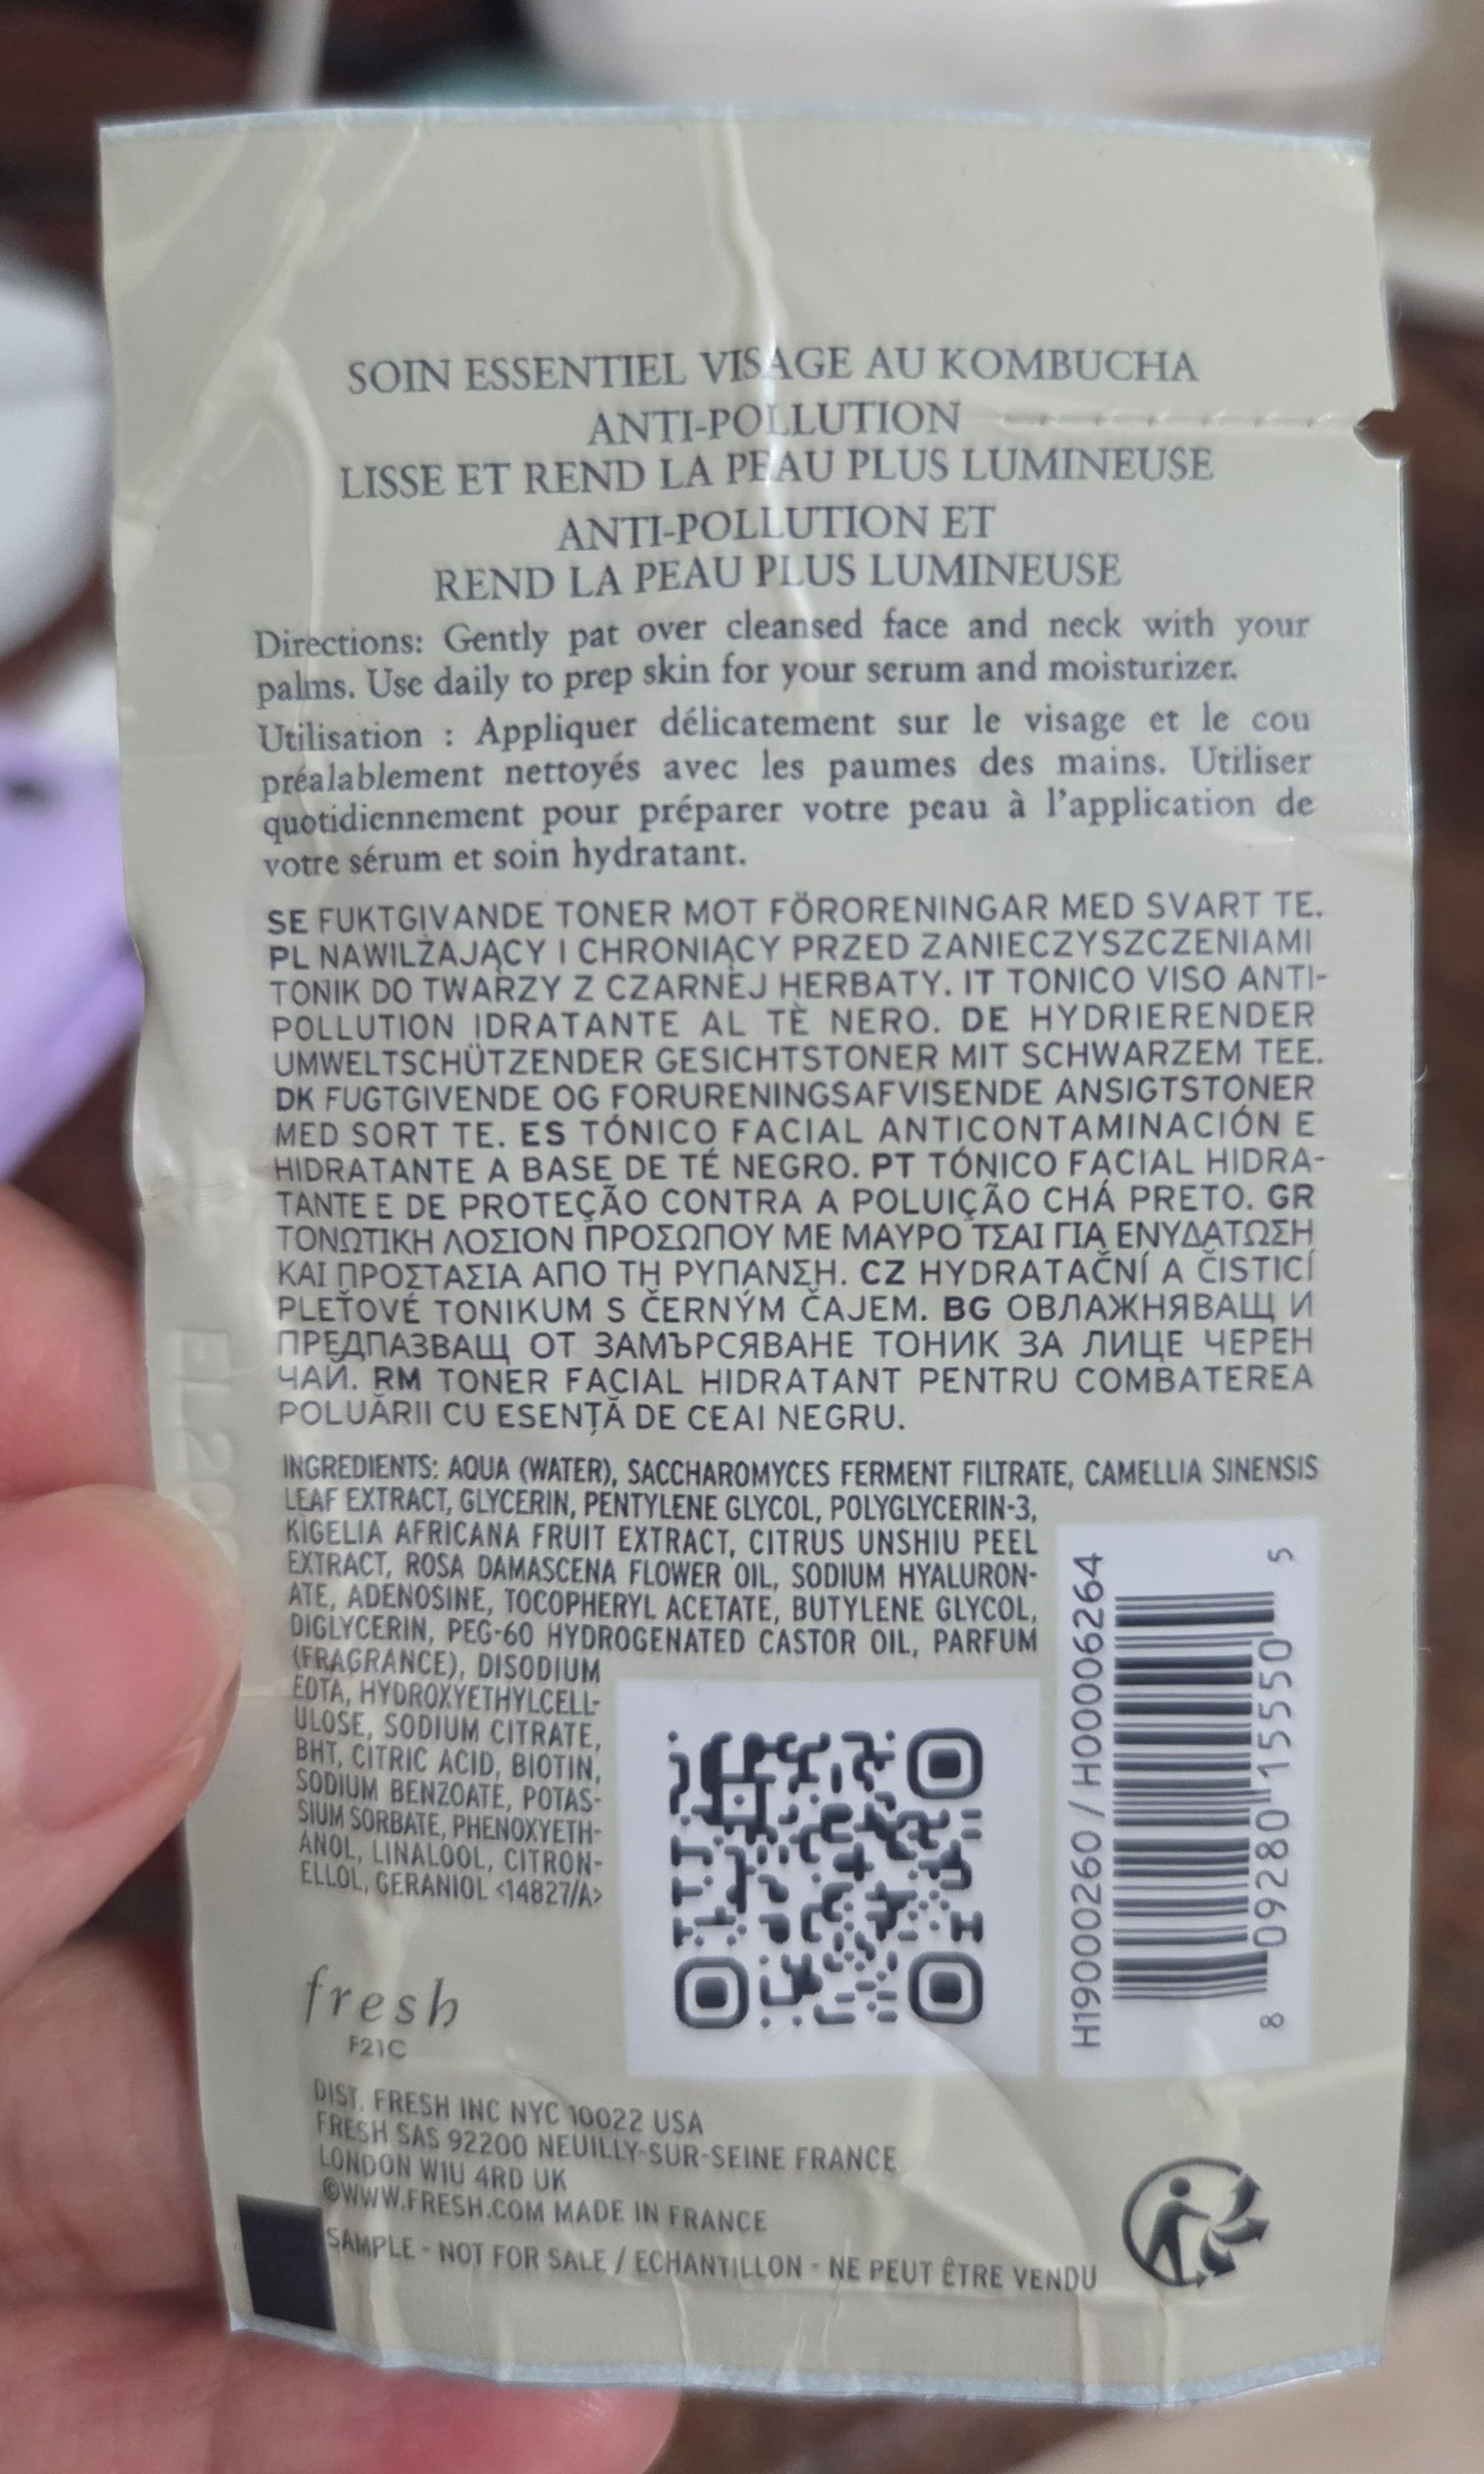 SOIN ESSENTIEL VISAGE AU KOMBUCHA
ANTI-POLLUTION
LISSE ET REND LA PEAU PLUS LUMINEUSE
ANTI-POLLUTION ET
REND LA PEAU PLUS LUMINEUSE
Directions: Gently pat over cleansed face and neck with your
palms. Use daily to prep skin for your serum and moisturizer.
Utilisation : Appliquer délicatement sur le visage et le cou
préalablement nettoyés avec les paumes des mains. Utiliser
quotidiennement pour préparer votre peau à l'application de
votre sérum et soin hydratant.
SE FUKTGIVANDE TONER MOT FÖRORENINGAR MED SVART TE.
PL NAWILŻAJĄCY I CHRONIĄCY PRZED ZANIECZYSZCZENIAMI
TONIK DO TWARZY Z CZARNEJ HERBATY. IT TONICO VISO ANTI-
POLLUTION IDRATANTE AL TÈ NERO. DE HYDRIERENDER
UMWELTSCHÜTZENDER GESICHTSTONER MIT SCHWARZEM TEE.
DK FUGTGIVENDE OG FORURENINGSAFVISENDE ANSIGTSTONER
MED SORT TE. ES TÓNICO FACIAL ANTICONTAMINACIÓN E
HIDRATANTE A BASE DE TÉ NEGRO. PT TÓNICO FACIAL HIDRA-
TANTE E DE PROTEÇÃO CONTRA A POLUIÇÃO CHÁ PRETO. GR
ΤΟΝΩΤΙΚΗ ΛΟΣΙΟΝ ΠΡΟΣΩΠΟΥ ΜΕ ΜΑΥΡΟ ΤΣΑΙ ΓΙΑ ΕΝΥΔΑΤΩΣΗ
ΚΑΙ ΠΡΟΣΤΑΣΙΑ ΑΠΟ ΤΗ ΡΥΠΑΝΣΗ. CZ HYDRATAČNÍ A ČISTICÍ
PLEŤOVÉ TONIKUM S ČERNÝM ČAJEM. BG ОВЛАЖНЯВАЩ И
ПРЕДПАЗВАЩ ОТ ЗАМЪРСЯВАНЕ ТОНИК ЗА ЛИЦЕ ЧЕРЕН
ЧАЙ. RM TONER FACIAL HIDRATANT PENTRU COMBATEREA
POLUĂRII CU ESENȚĂ DE CEAI NEGRU.
INGREDIENTS: AQUA (WATER), SACCHAROMYCES FERMENT FILTRATE, CAMELLIA SINENSIS
LEAF EXTRACT, GLYCERIN, PENTYLENE GLYCOL, POLYGLYCERIN-3,
KIGELIA AFRICANA FRUIT EXTRACT, CITRUS UNSHIU PEEL
EXTRACT, ROSA DAMASCENA FLOWER OIL, SODIUM HYALURON-
ATE, ADENOSINE, TOCOPHERYL ACETATE, BUTYLENE GLYCOL,
DIGLYCERIN, PEG-60 HYDROGENATED CASTOR OIL, PARFUM
(FRAGRANCE), DISODIUM
EDTA, HYDROXYETHYLCELL-
ULOSE, SODIUM CITRATE,
BHT, CITRIC ACID, BIOTIN,
SODIUM BENZOATE, POTAS-
SIUM SORBATE, PHENOXYETH-
ANOL, LINALOOL, CITRON-
ELLOL, GERANIOL <14827/A>
H19000260 / H00006264
8 09280 15550 5
fresh
F21C
DIST. FRESH INC NYC 10022 USA
FRESH SAS 92200 NEUILLY-SUR-SEINE FRANCE
LONDON W1U 4RD UK
©WWW.FRESH.COM MADE IN FRANCE
SAMPLE - NOT FOR SALE / ECHANTILLON - NE PEUT ÊTRE VENDU